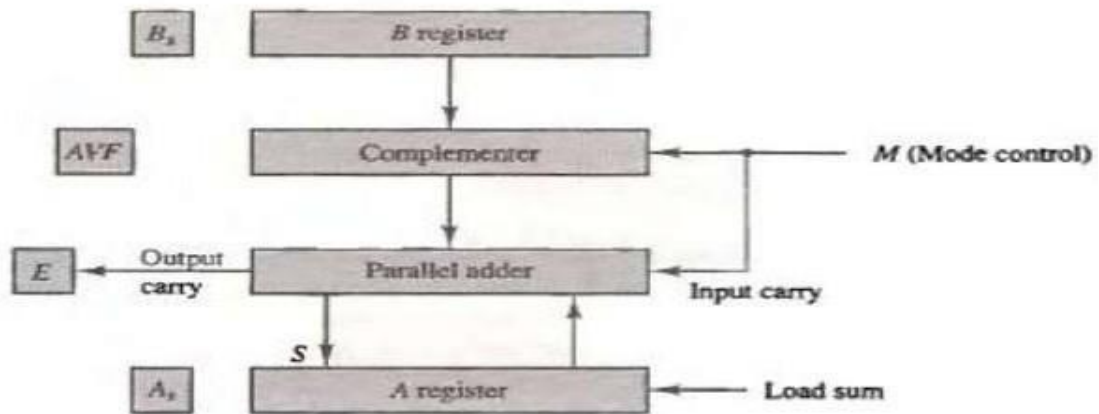 B_s
B register
AVF
Complementer
M (Mode control)
E
Output
carry
Parallel adder
Input carry
S
A_s
A register
Load sum